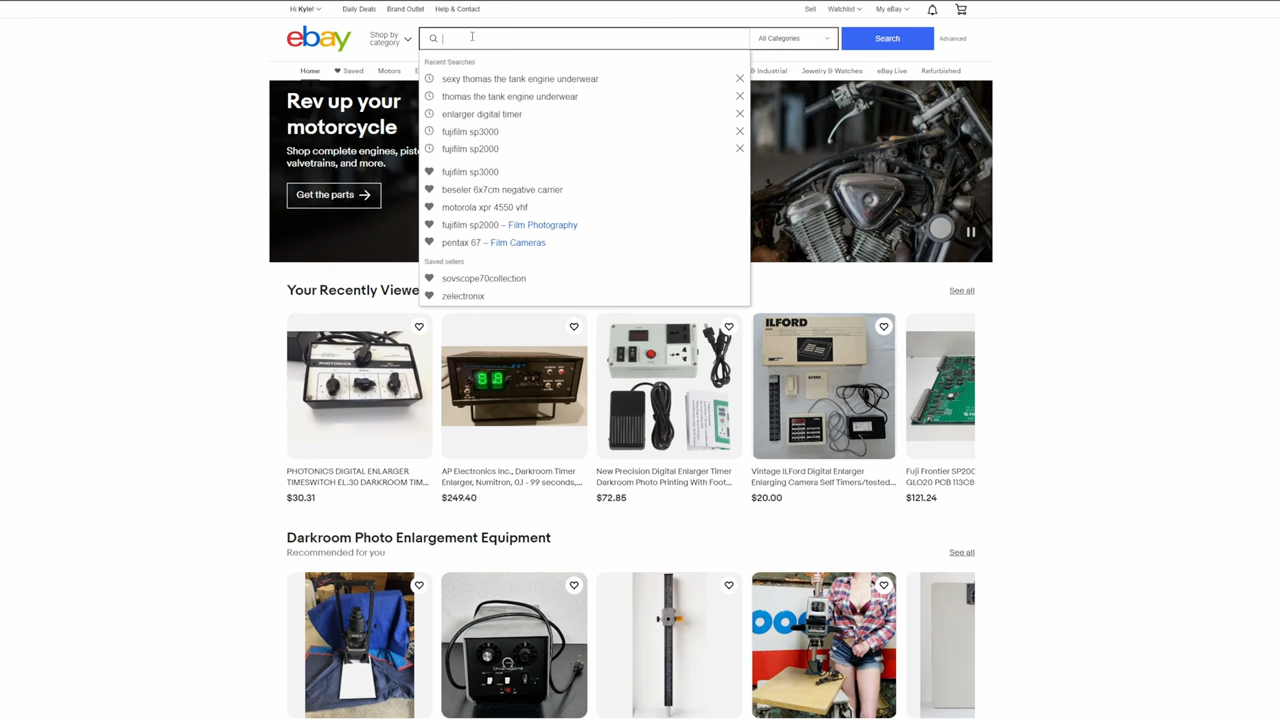 Hi Kyle!
Daily Deals
Brand Outlet
Help & Contact
Sell
Watchlist
My eBay
ebay
Shop by
category
All Categories
Search
Advanced
Home
Saved
Motors
E
& Industrial
Jewelry & Watches
eBay Live
Refurbished
Recent Searches
sexy thomas the tank engine underwear
thomas the tank engine underwear
enlarger digital timer
fujifilm sp3000
fujifilm sp2000
fujifilm sp3000
beseler 6x7cm negative carrier
motorola xpr 4550 vhf
fujifilm sp2000 – Film Photography
pentax 67 – Film Cameras
Saved sellers
sovscope70collection
zelectronix
Rev up your
motorcycle
Shop complete engines, pist
valvetrains, and more.
Get the parts
Your Recently Viewe
See all
PHOTONICS
ILFORD
ILFORD
PHOTONICS DIGITAL ENLARGER
TIMESWITCH EL.30 DARKROOM TIM...
$30.31
AP Electronics Inc., Darkroom Timer
Enlarger, Numitron, 0.1 - 99 seconds,...
$249.40
New Precision Digital Enlarger Timer
Darkroom Photo Printing With Foot...
$72.85
Vintage ILFord Digital Enlarger
Enlarging Camera Self Timers/tested...
$20.00
Fuji Frontier SP200
GLO20 PCB 113C8
$121.24
Darkroom Photo Enlargement Equipment
Recommended for you
See all